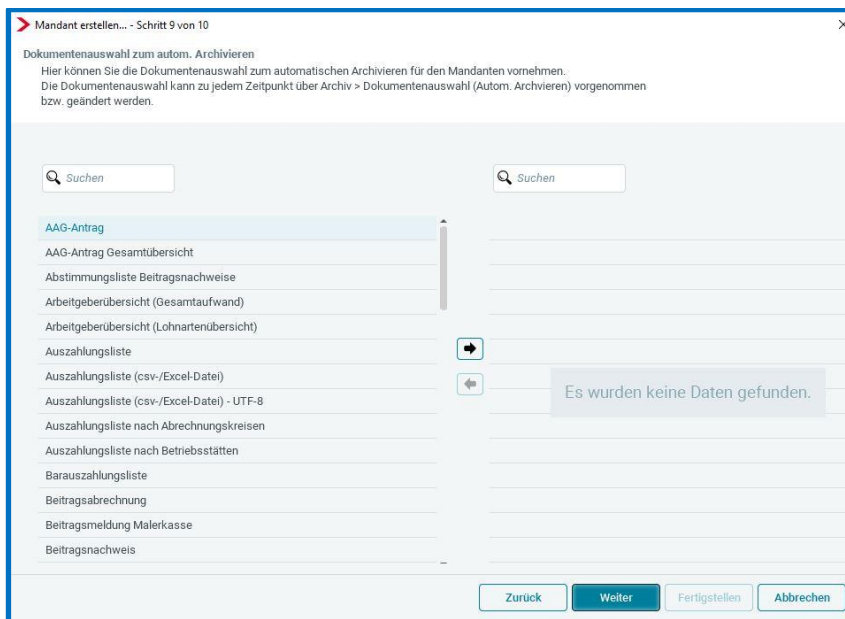 Mandant erstellen... - Schritt 9 von 10
Dokumentenauswahl zum autom. Archivieren
Hier können Sie die Dokumentenauswahl zum automatischen Archivieren für den Mandanten vornehmen.
Die Dokumentenauswahl kann zu jedem Zeitpunkt über Archiv > Dokumentenauswahl (Autom. Archvieren) vorgenommen
bzw. geändert werden.
Suchen
Suchen
AAG-Antrag
AAG-Antrag Gesamtübersicht
Abstimmungsliste Beitragsnachweise
Arbeitgeberübersicht (Gesamtaufwand)
Arbeitgeberübersicht (Lohnartenübersicht)
Auszahlungsliste
Auszahlungsliste (csv-/Excel-Datei)
Auszahlungsliste (csv-/Excel-Datei) - UTF-8
Auszahlungsliste nach Abrechnungskreisen
Auszahlungsliste nach Betriebsstätten
Barauszahlungsliste
Beitragsabrechnung
Beitragsmeldung Malerkasse
Beitragsnachweis
Es wurden keine Daten gefunden.
Zurück
Weiter
Fertigstellen
Abbrechen